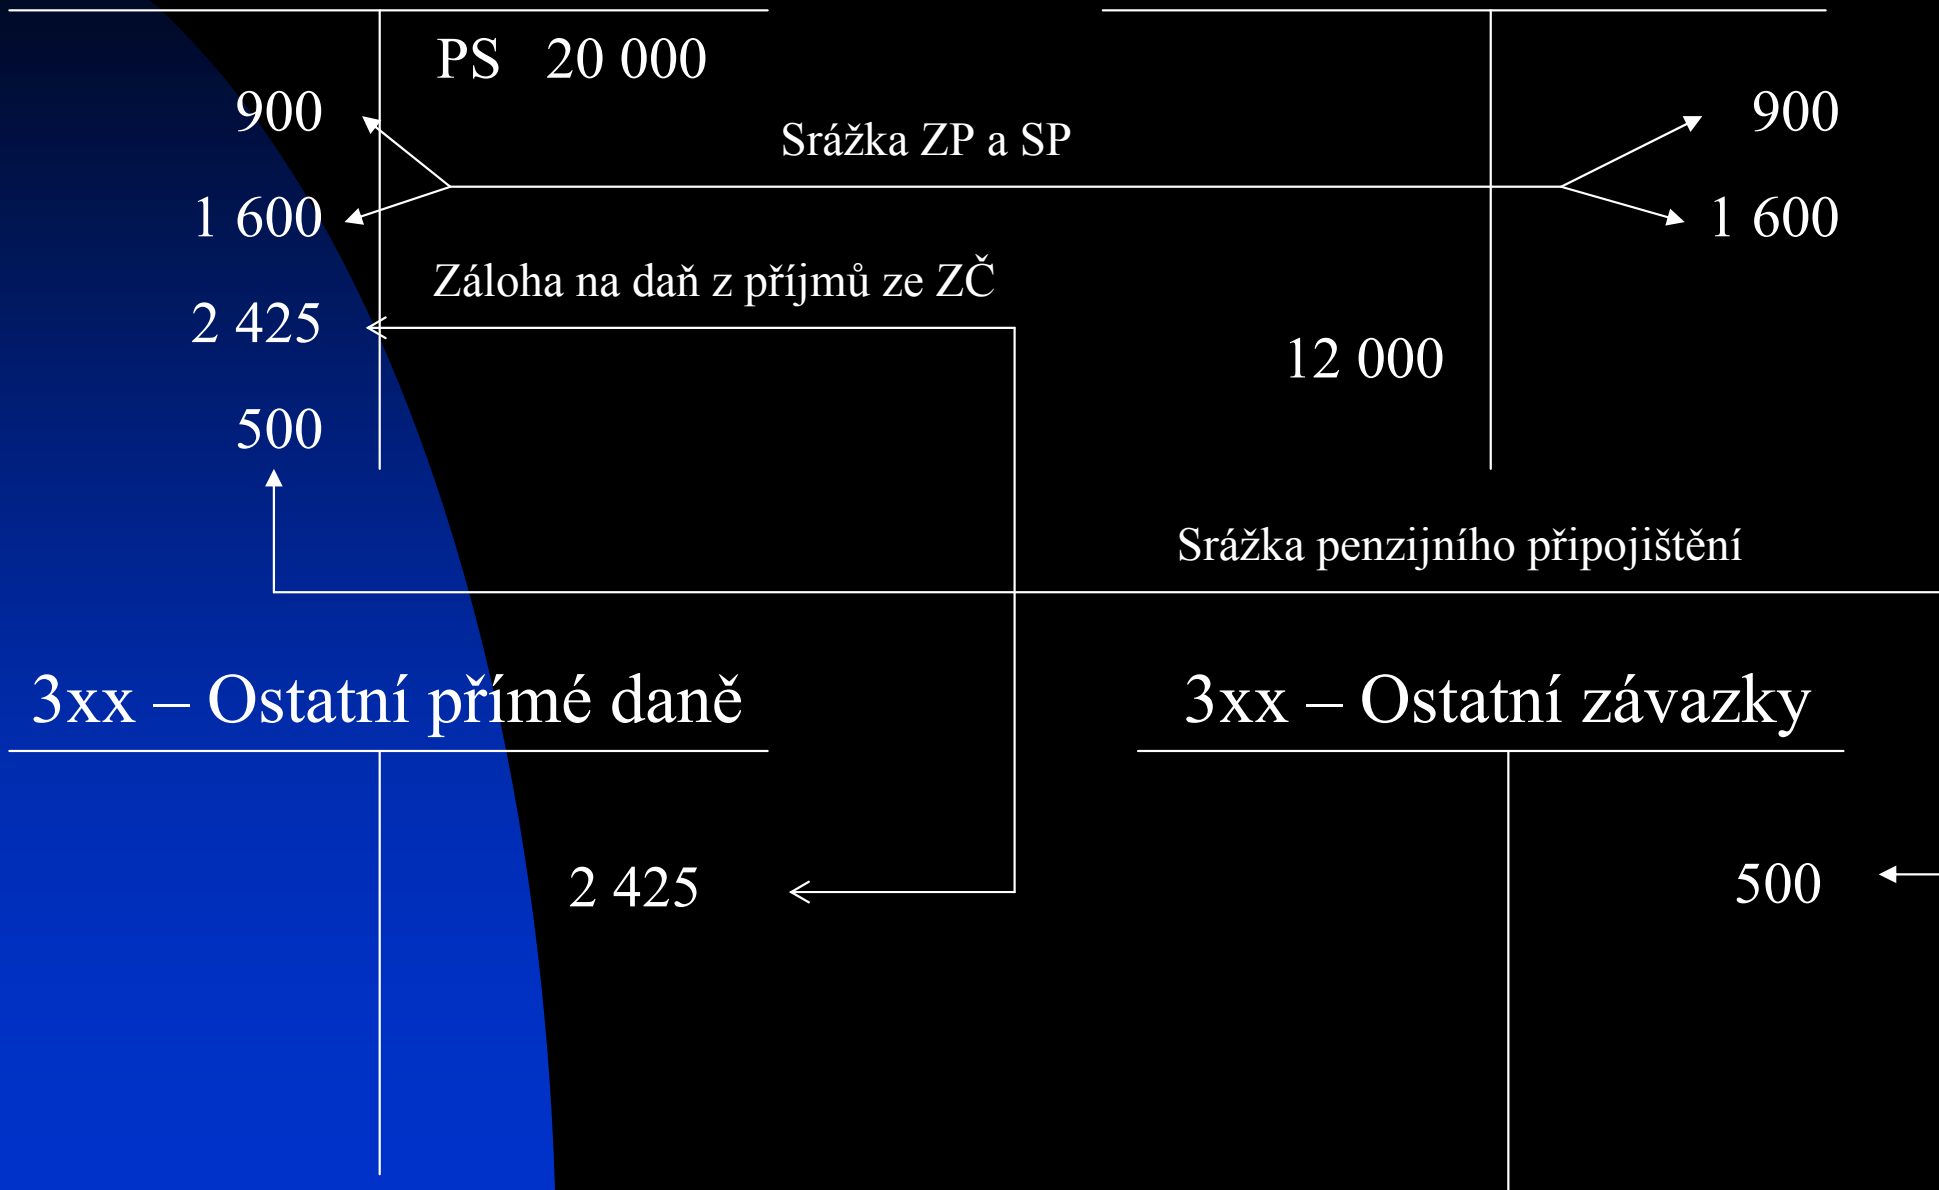 PS 20 000
900
Srážka ZP a SP
900
1 600
1 600
Záloha na daň z příjmů ze ZČ
2 425
12 000
500
Srážka penzijního připojištění
3xx – Ostatní přímé daně
3xx – Ostatní závazky
2 425
500